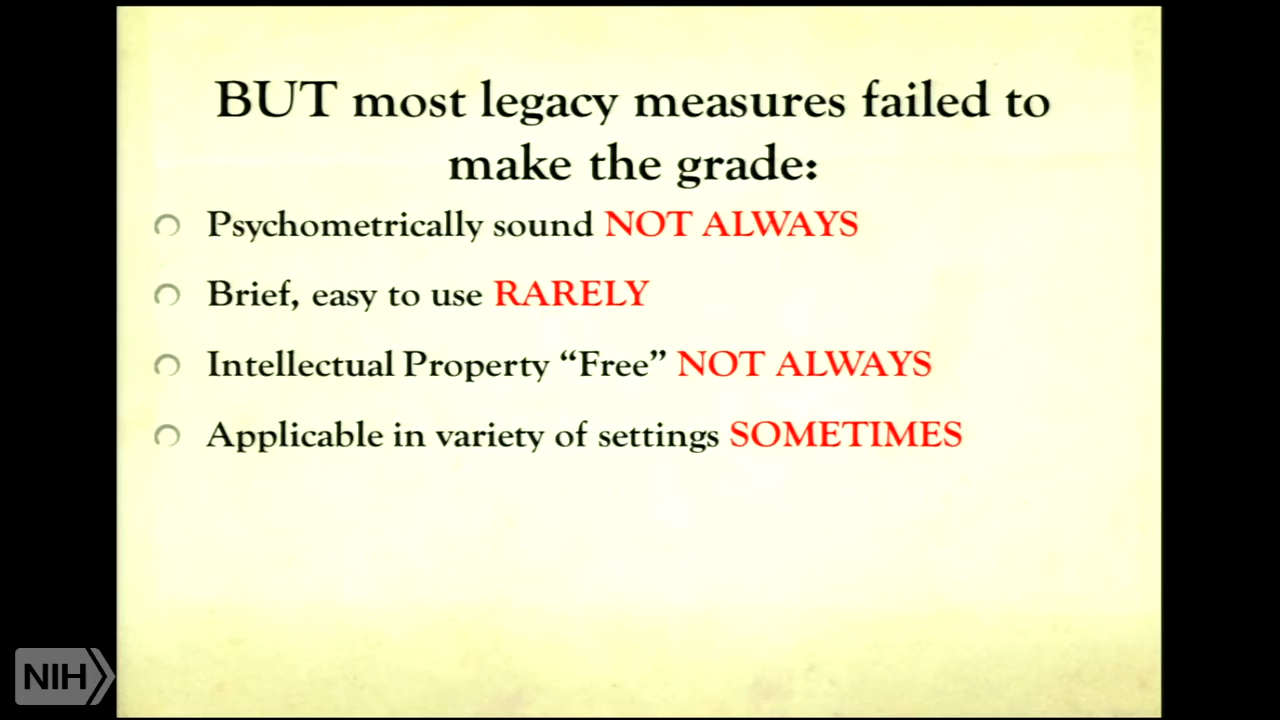 BUT most legacy measures failed to
make the grade:
Psychometrically sound NOT ALWAYS
Brief, easy to use RARELY
Intellectual Property “Free” NOT ALWAYS
Applicable in variety of settings SOMETIMES
NIH